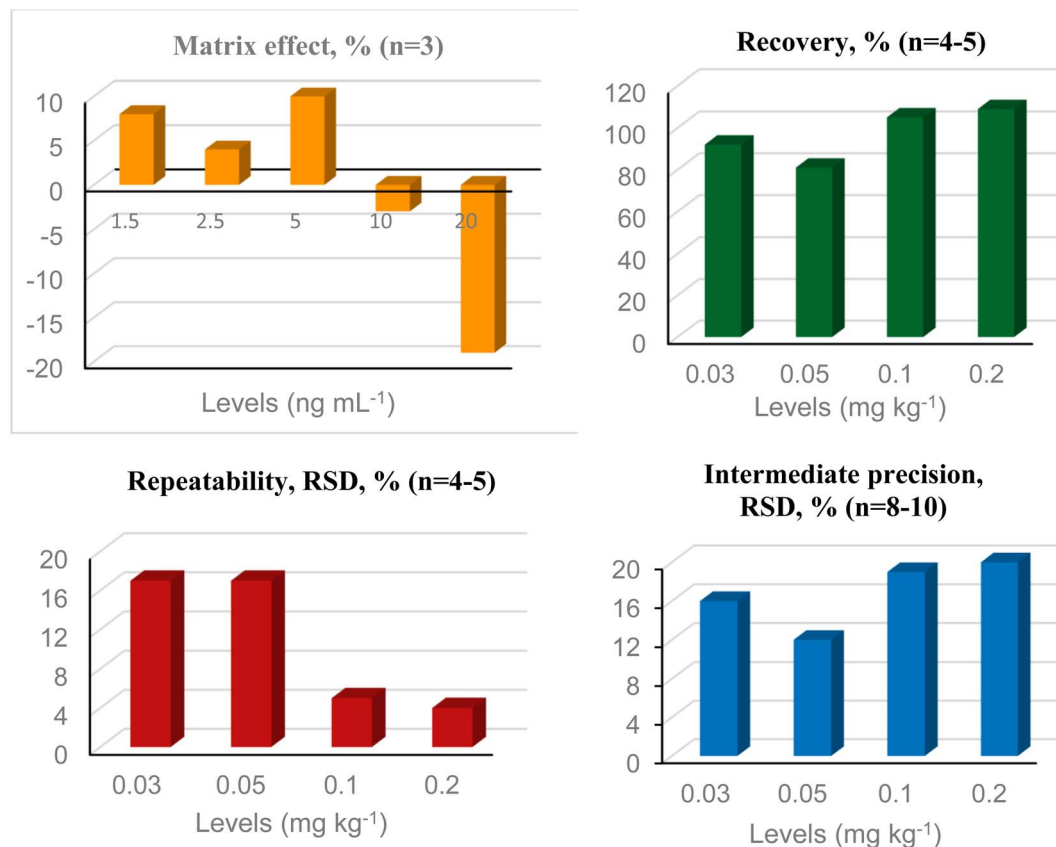 Matrix effect, % (n=3)
10
5
0
-5
-10
-15
-20
1.5 2.5 5 10 20
Levels (ng mL⁻¹)
Recovery, % (n=4-5)
120
100
80
60
40
20
0
0.03 0.05 0.1 0.2
Levels (mg kg⁻¹)
Repeatability, RSD, % (n=4-5)
20
16
12
8
4
0
0.03 0.05 0.1 0.2
Levels (mg kg⁻¹)
Intermediate precision,
RSD, % (n=8-10)
20
16
12
8
4
0
0.03 0.05 0.1 0.2
Levels (mg kg⁻¹)